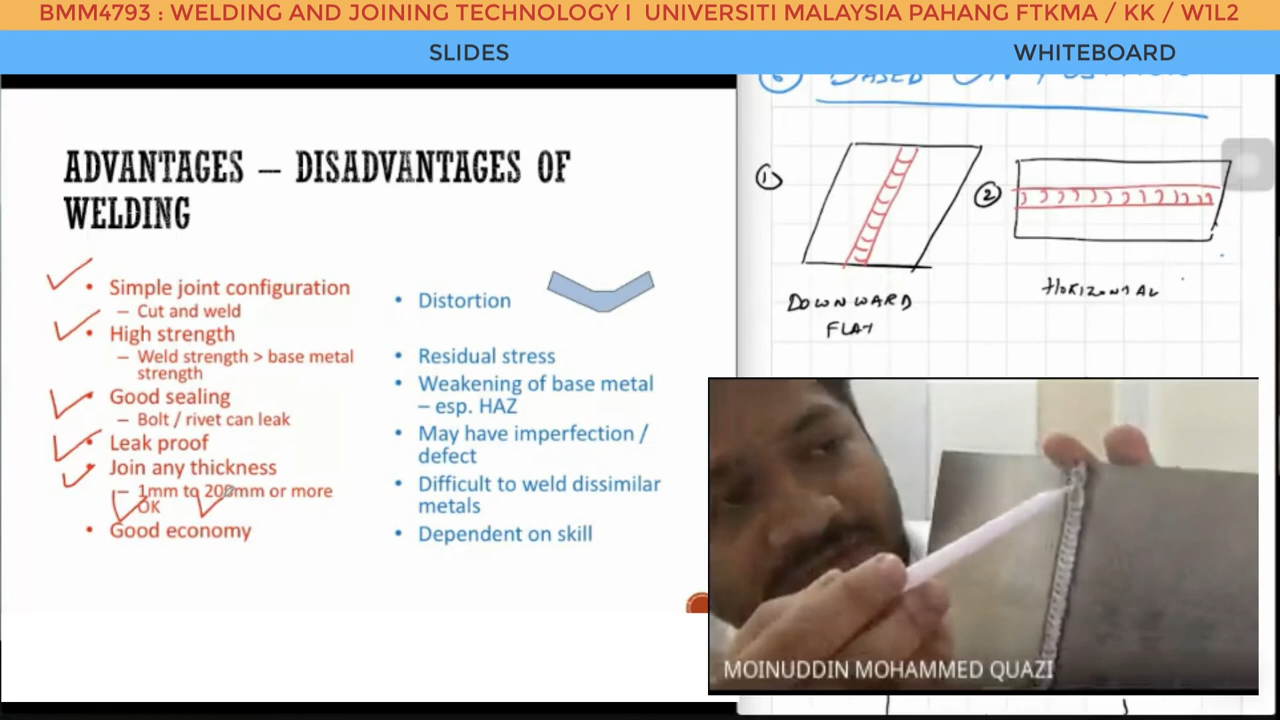 BMM4793 : WELDING AND JOINING TECHNOLOGY I UNIVERSITI MALAYSIA PAHANG FTKMA / KK / W1L2
SLIDES
WHITEBOARD
ADVANTAGES – DISADVANTAGES OF
WELDING
• Simple joint configuration
– Cut and weld
• High strength
– Weld strength > base metal
strength
• Good sealing
– Bolt / rivet can leak
• Leak proof
• Join any thickness
– 1mm to 200mm or more
OK
• Good economy
• Distortion
• Residual stress
• Weakening of base metal
– esp. HAZ
• May have imperfection /
defect
• Difficult to weld dissimilar
metals
• Dependent on skill
BASED ON POSITION
1
DOWNWARD
FLAT
2
HORIZONTAL
MOINUDDIN MOHAMMED QUAZI